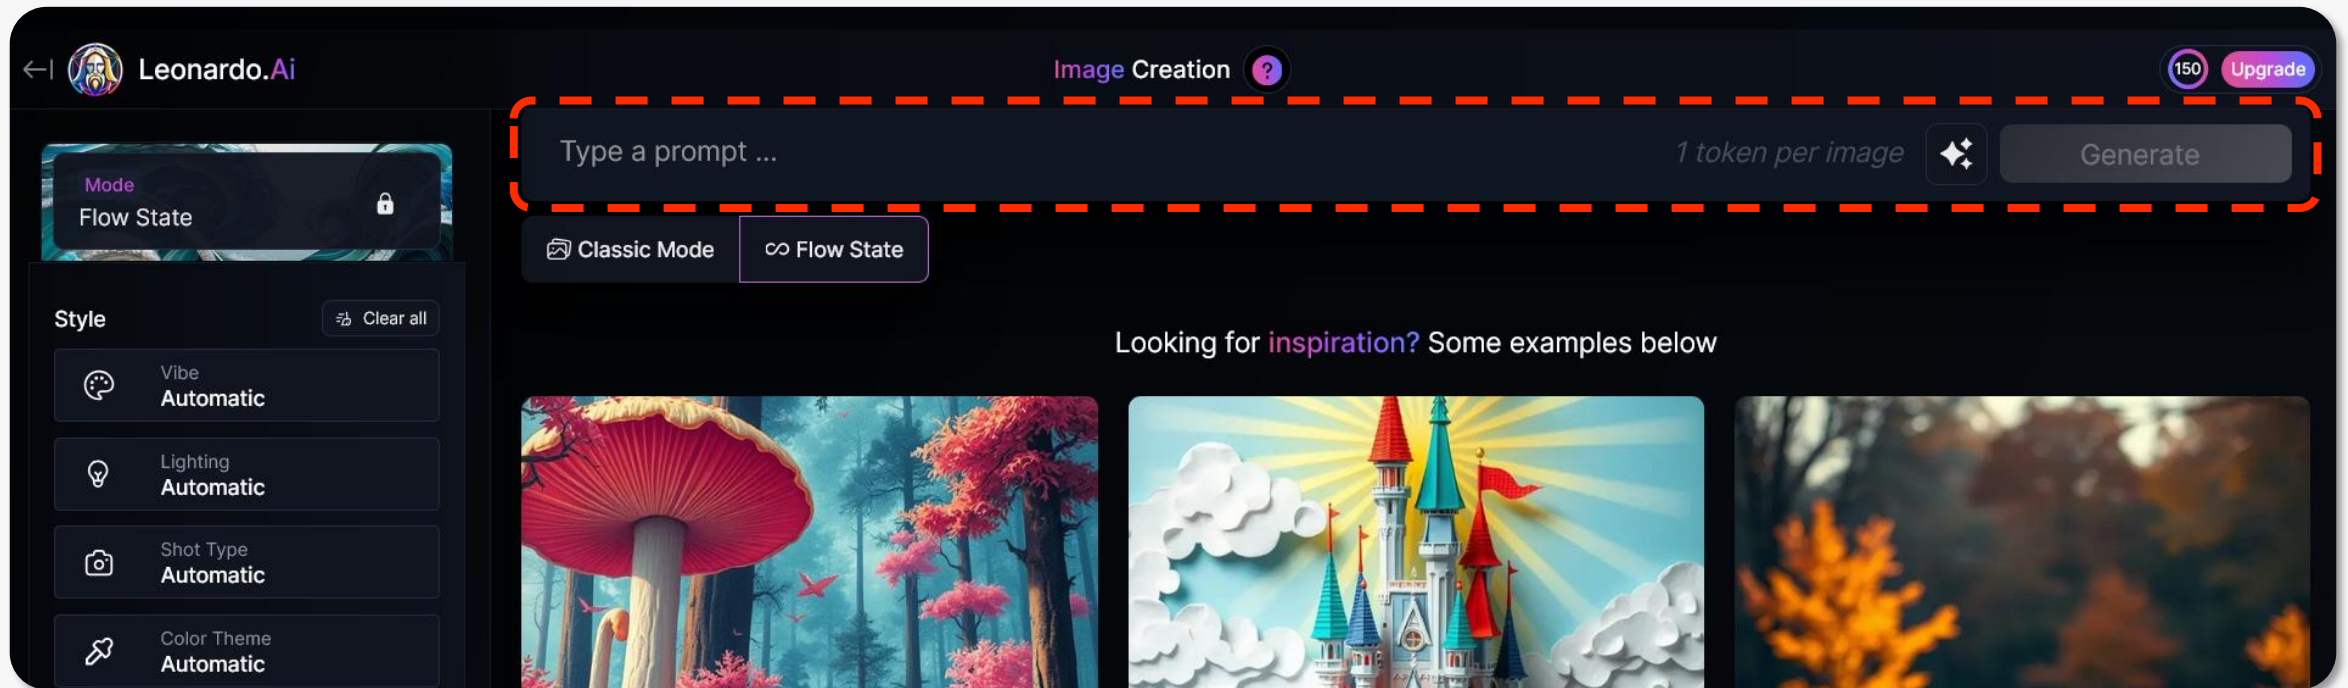 Leonardo.Ai
Image Creation ?
150 Upgrade
Type a prompt ...
1 token per image
Generate
Mode
Flow State
Classic Mode
Flow State
Style
Clear all
Looking for inspiration? Some examples below
Vibe
Automatic
Lighting
Automatic
Shot Type
Automatic
Color Theme
Automatic